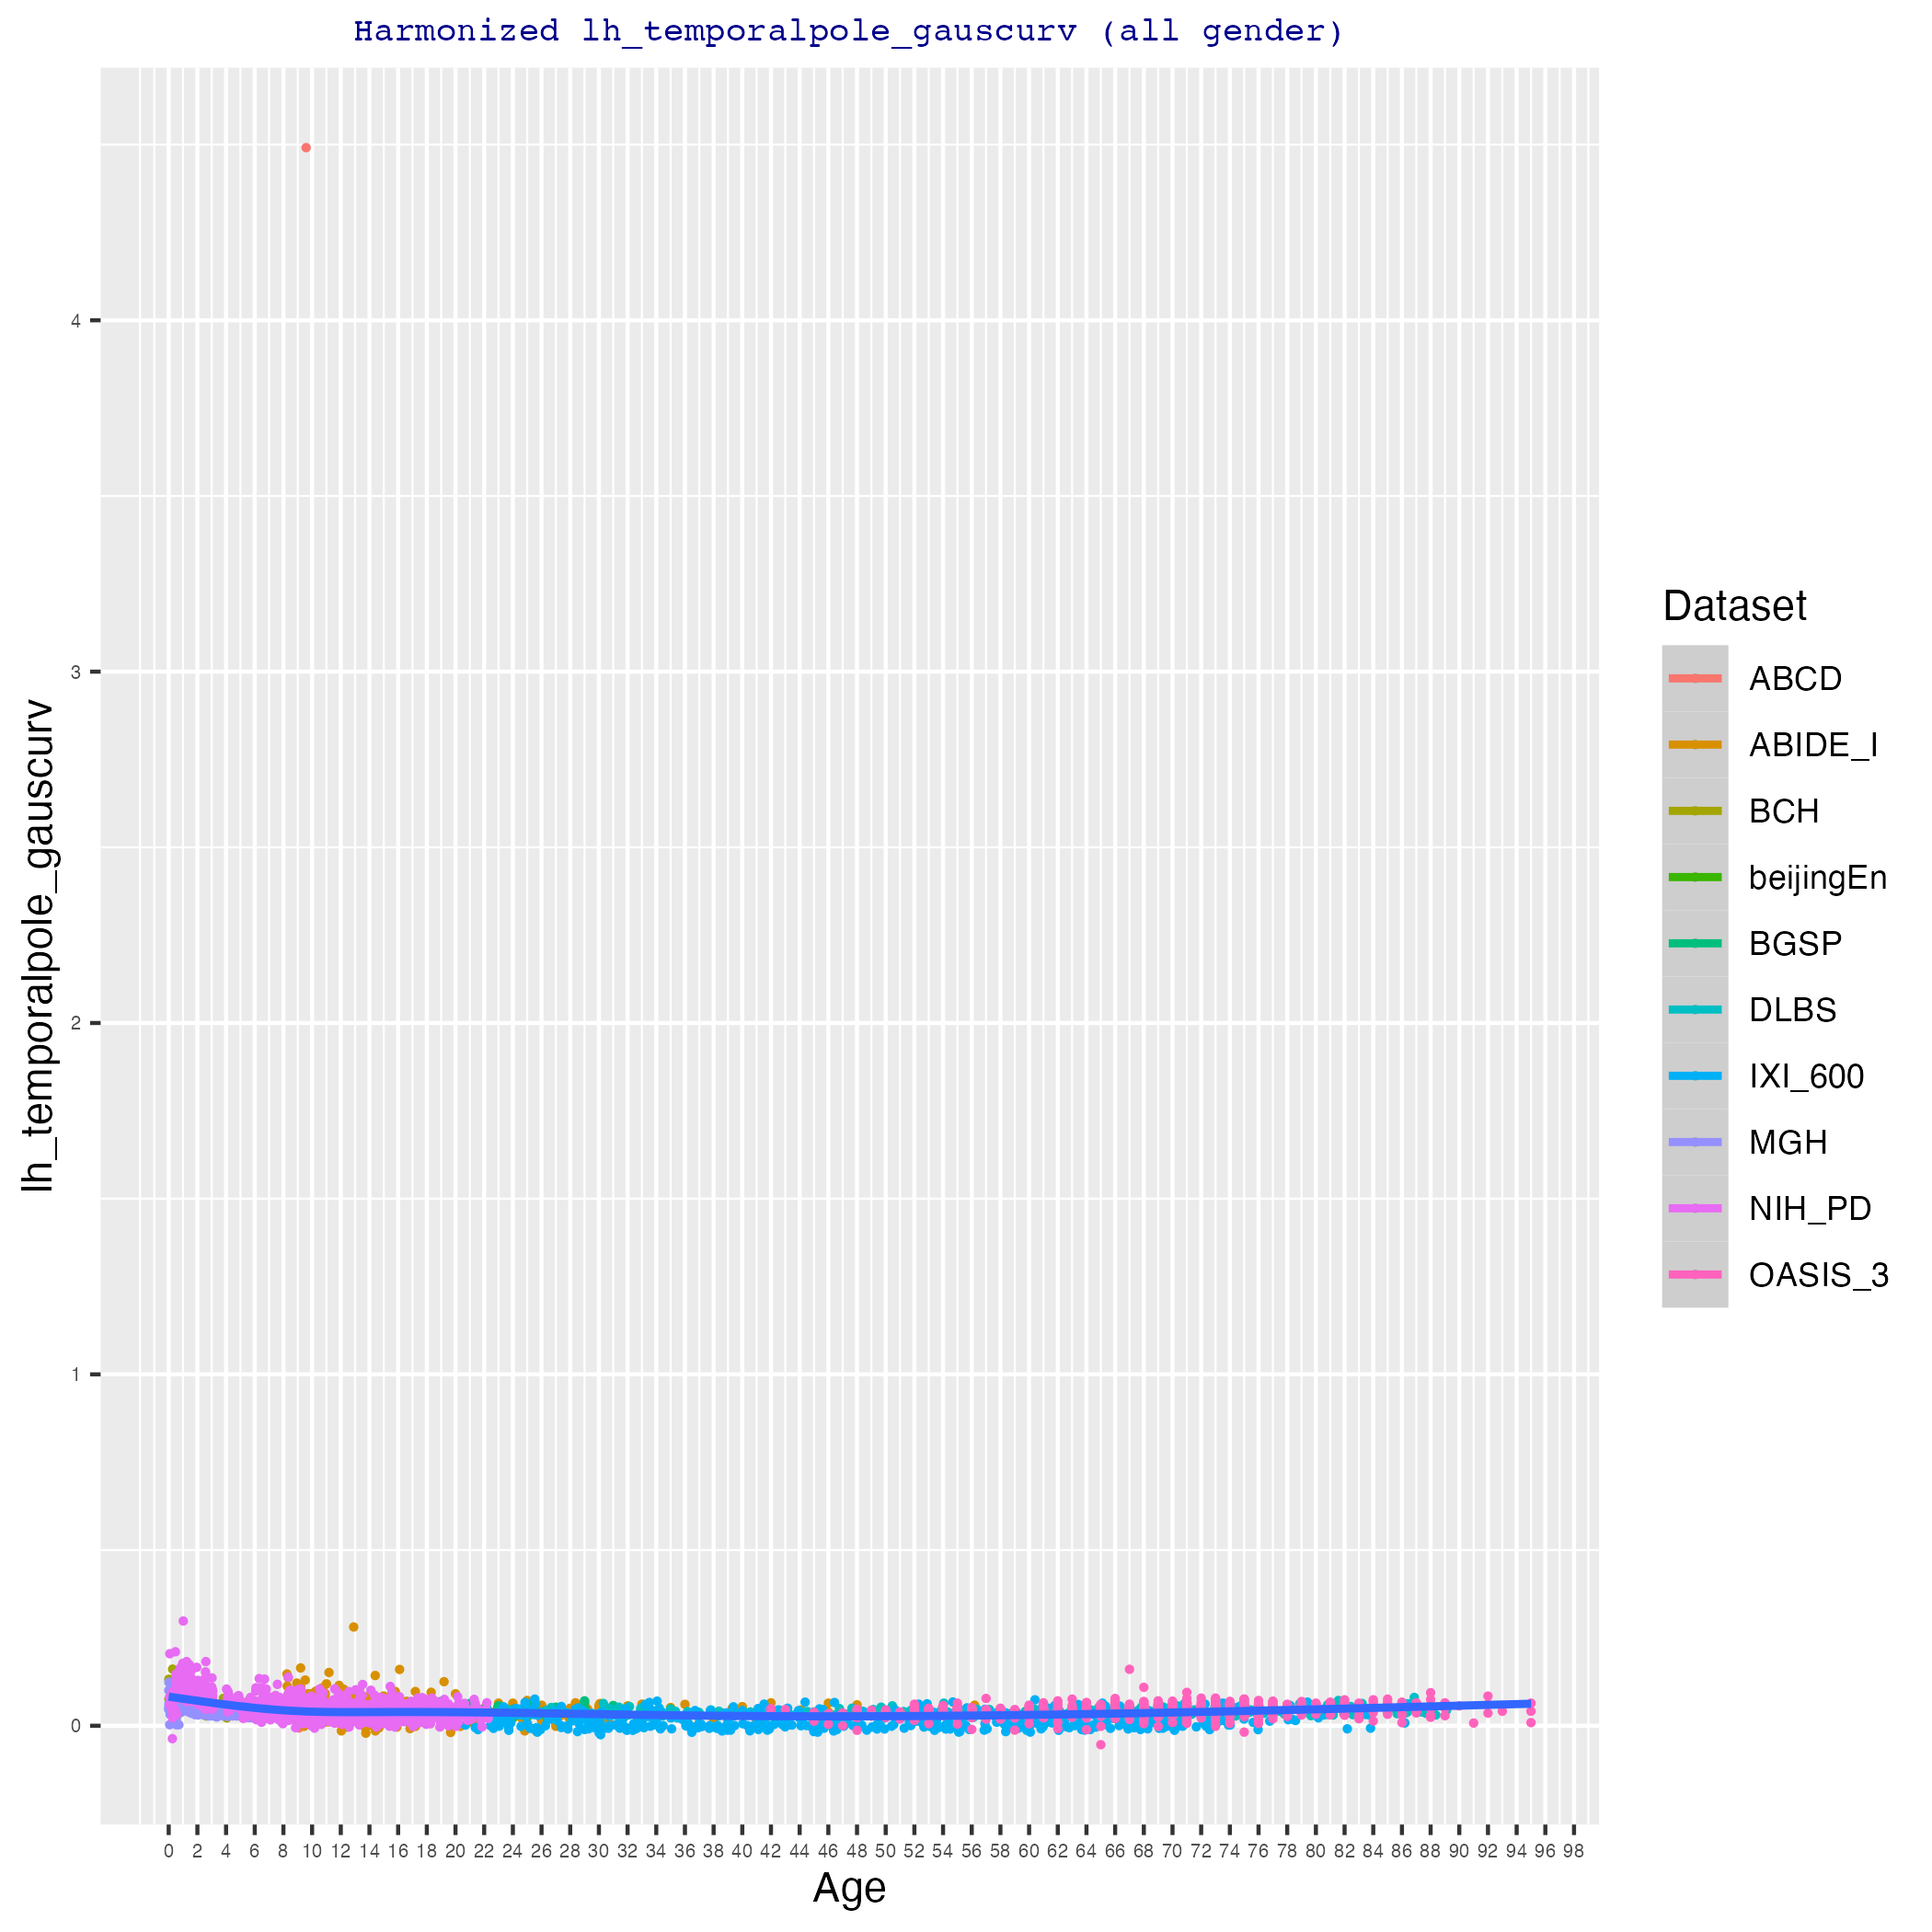 Harmonized lh_temporalpole_gauscurv (all gender)
lh_temporalpole_gauscurv
4
3
2
1
0
0 2 4 6 8 10 12 14 16 18 20 22 24 26 28 30 32 34 36 38 40 42 44 46 48 50 52 54 56 58 60 62 64 66 68 70 72 74 76 78 80 82 84 86 88 90 92 94 96 98
Age
Dataset
ABCD
ABIDE_I
BCH
beijingEn
BGSP
DLBS
IXI_600
MGH
NIH_PD
OASIS_3